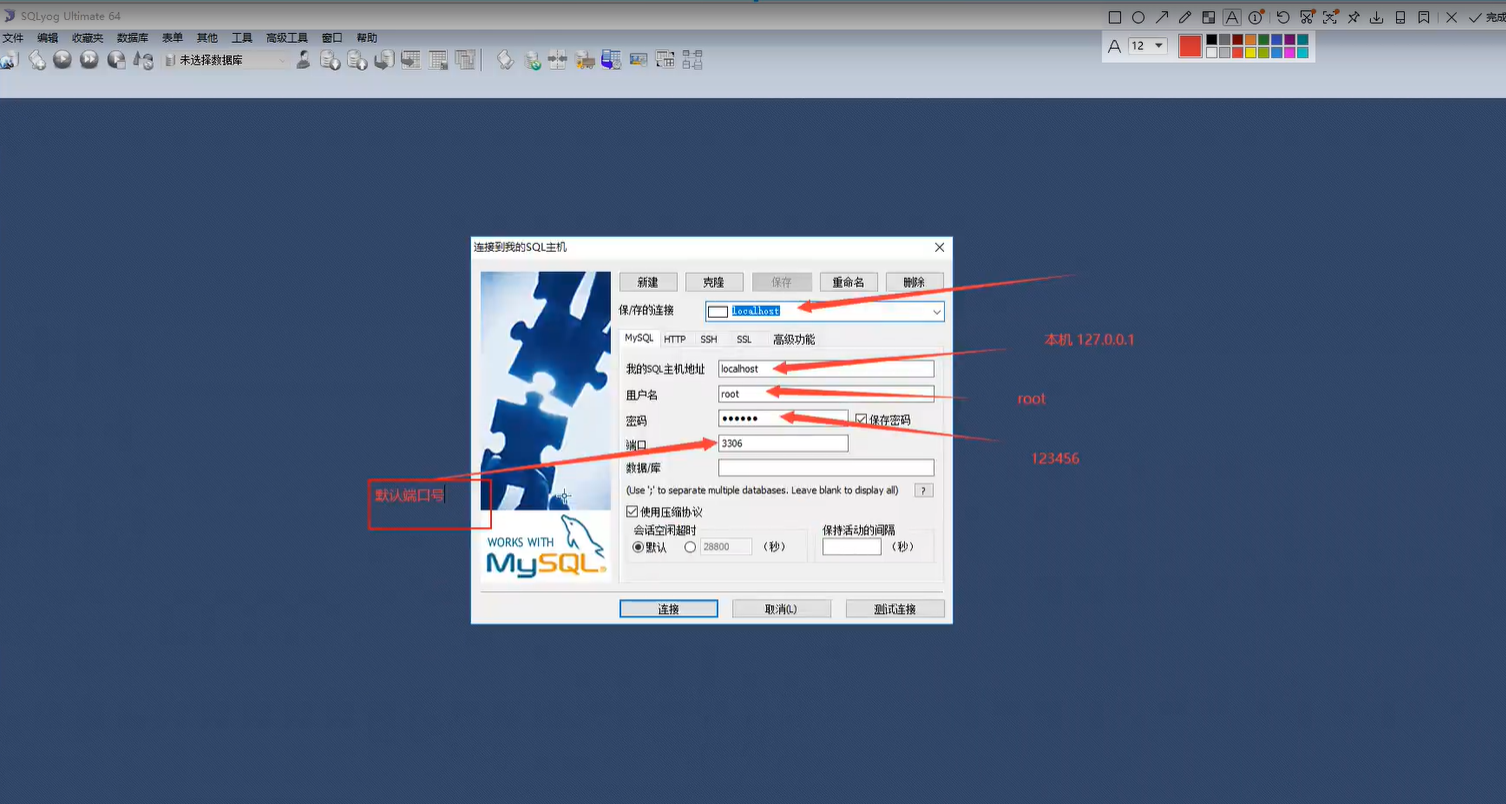 SQLyog Ultimate 64
完成
文件 编辑 收藏夹 数据库 表单 其他 工具 高级工具 窗口 帮助
A 12
未选择数据库
连接到我的SQL主机
新建 克隆 保存 重命名 删除
保/存的连接 localhost
MySQL HTTP SSH SSL 高级功能
本机 127.0.0.1
我的SQL主机地址 localhost
用户名 root
root
密码 ●●●●●● 保存密码
端口 3306
123456
数据/库
默认端口号
(Use ';' to separate multiple databases. Leave blank to display all) ?
使用压缩协议
会话空闲超时 保持活动的间隔
默认 28800 (秒) (秒)
WORKS WITH
MySQL®
连接 取消(L) 测试连接